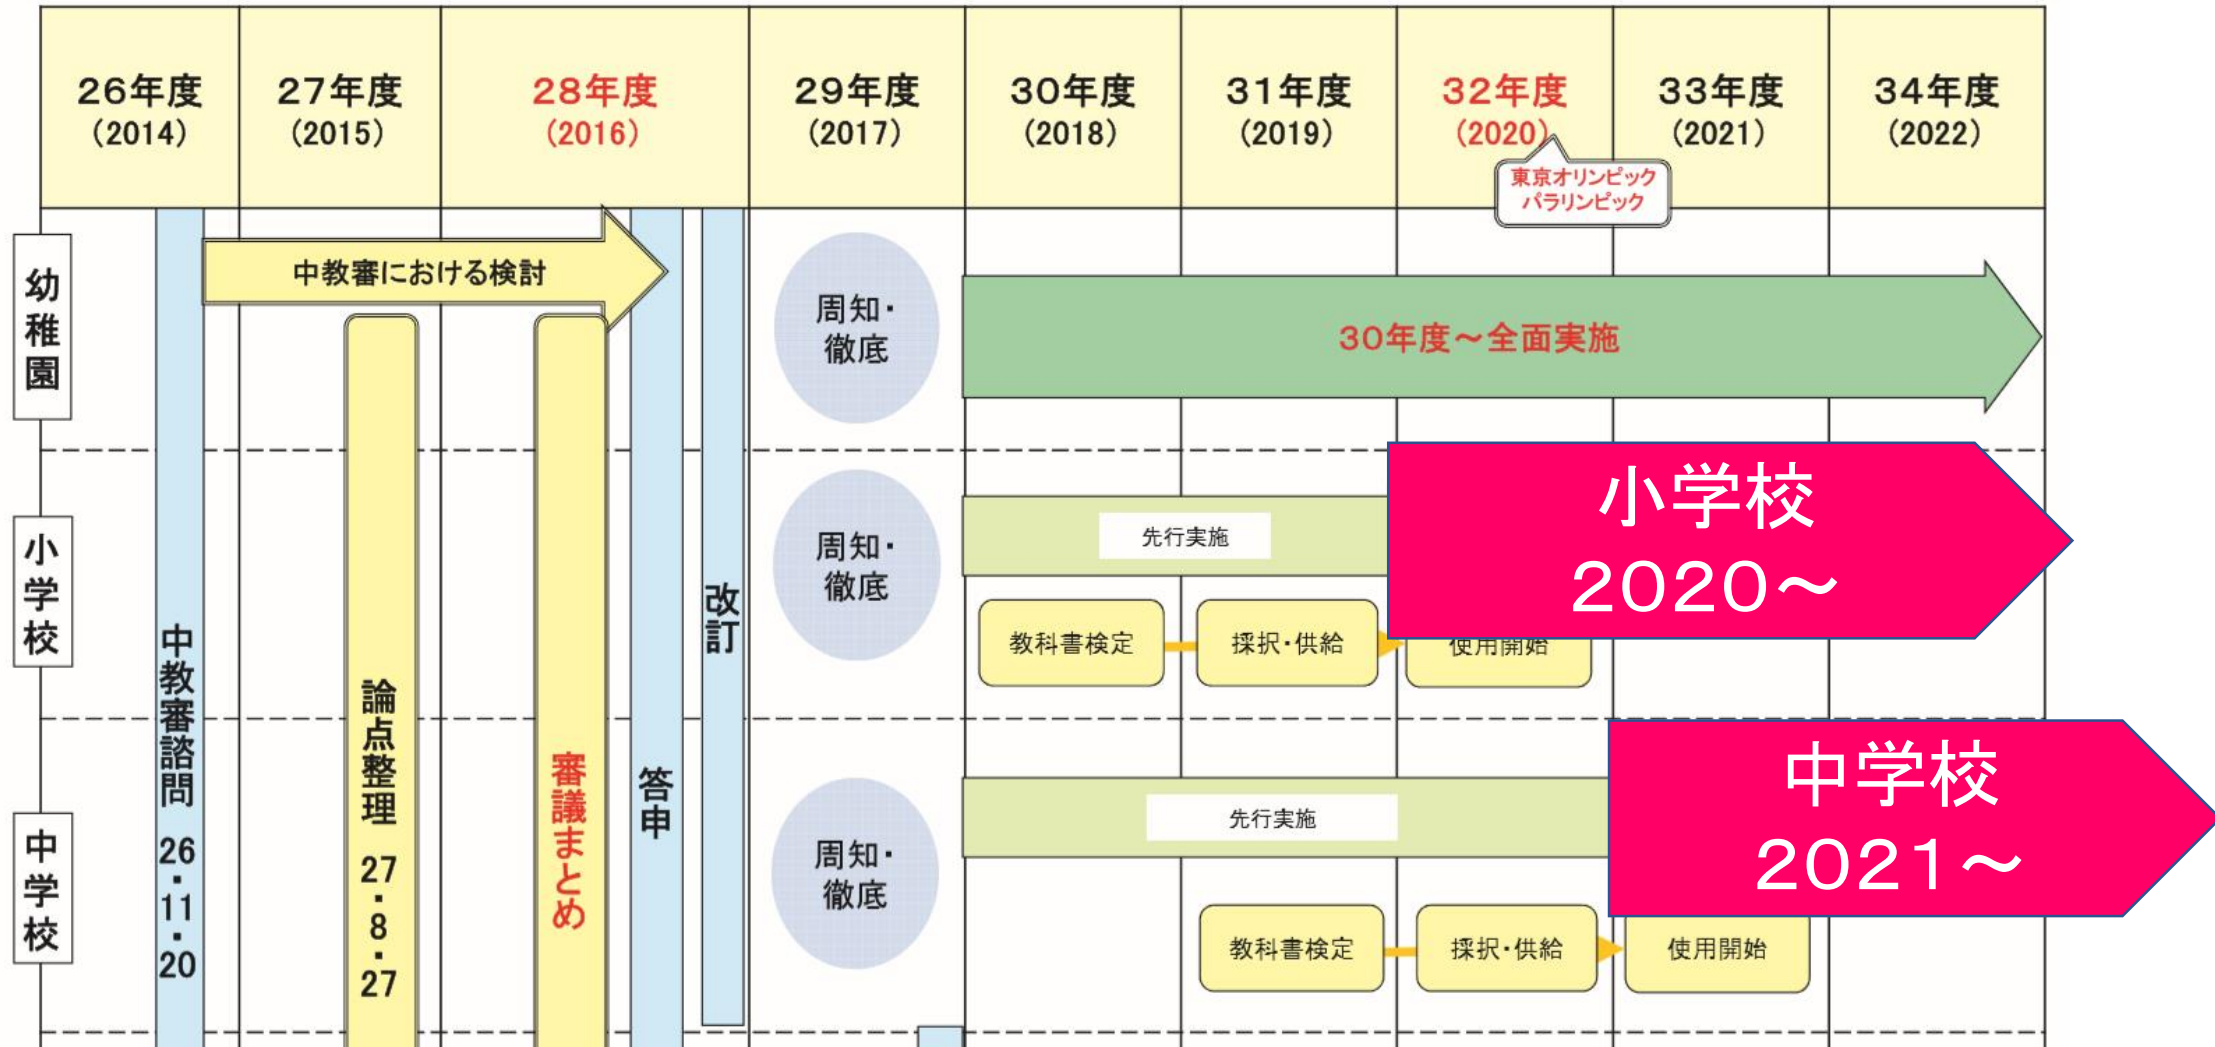 26年度
(2014)
27年度
(2015)
28年度
(2016)
29年度
(2017)
30年度
(2018)
31年度
(2019)
32年度
(2020)
33年度
(2021)
34年度
(2022)
東京オリンピック
パラリンピック
幼稚園
中教審における検討
周知・
徹底
30年度～全面実施
小学校
周知・
徹底
先行実施
小学校
2020～
教科書検定
採択・供給
使用開始
中教審諮問 26・11・20
論点整理 27・8・27
審議まとめ
答申
改訂
中学校
周知・
徹底
先行実施
中学校
2021～
教科書検定
採択・供給
使用開始